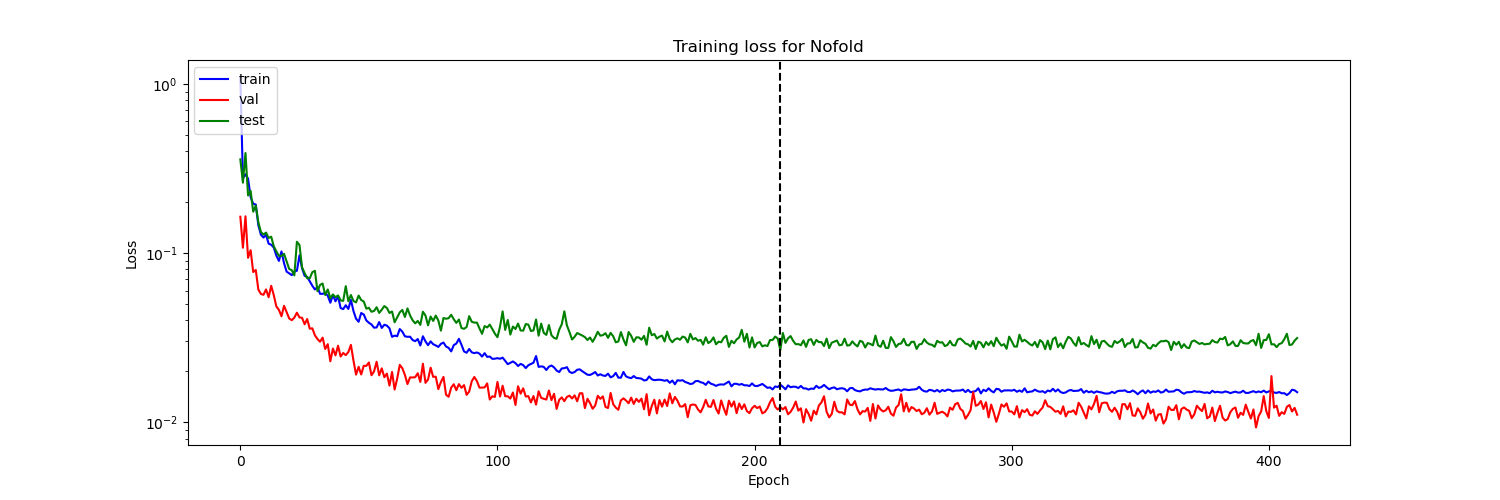 Training loss for Nofold
train
val
test
Loss
10⁰
10⁻¹
10⁻²
0 100 200 300 400
Epoch